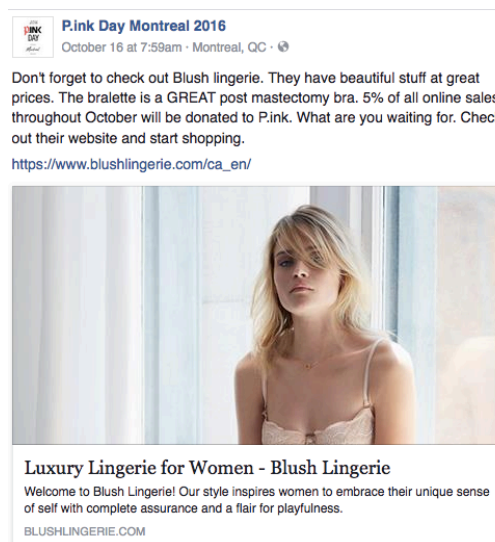 P.INK
DAY
P.ink Day Montreal 2016
October 16 at 7:59am · Montreal, QC ·
Don't forget to check out Blush lingerie. They have beautiful stuff at great
prices. The bralette is a GREAT post mastectomy bra. 5% of all online sales
throughout October will be donated to P.ink. What are you waiting for. Chec
out their website and start shopping.
https://www.blushlingerie.com/ca_en/
Luxury Lingerie for Women - Blush Lingerie
Welcome to Blush Lingerie! Our style inspires women to embrace their unique sense
of self with complete assurance and a flair for playfulness.
BLUSHLINGERIE.COM